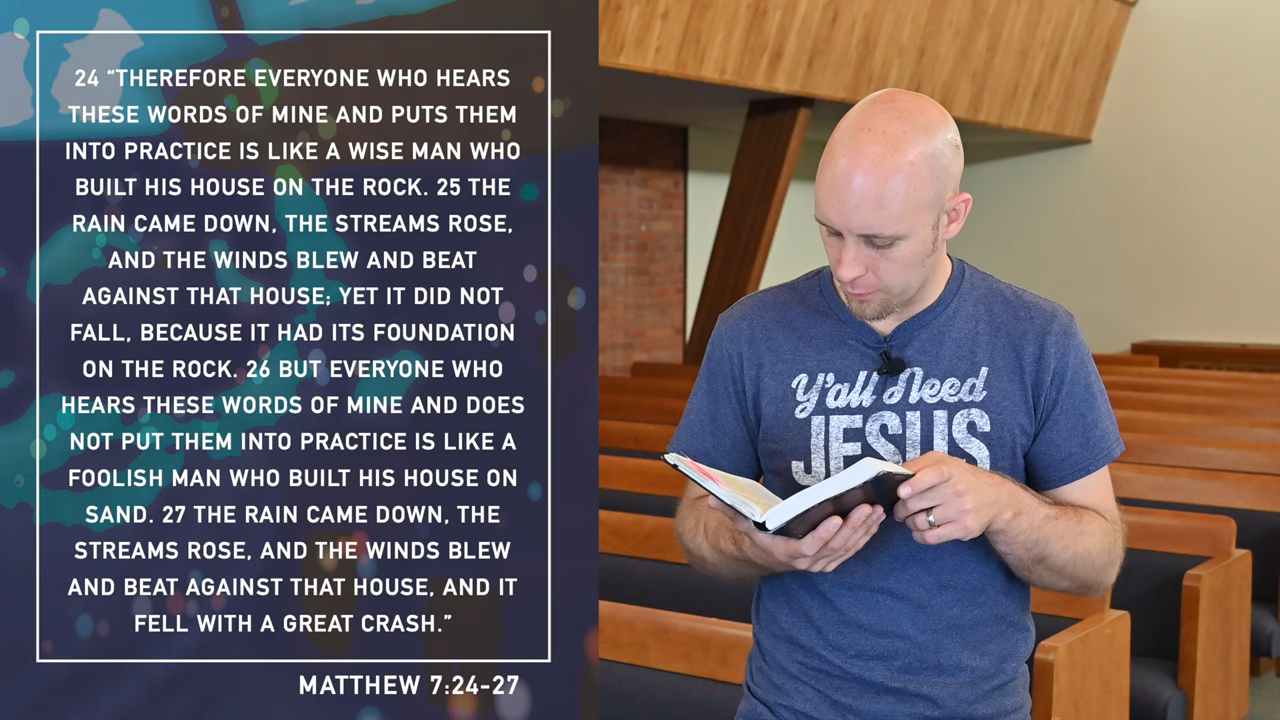 24 “THEREFORE EVERYONE WHO HEARS
THESE WORDS OF MINE AND PUTS THEM
INTO PRACTICE IS LIKE A WISE MAN WHO
BUILT HIS HOUSE ON THE ROCK. 25 THE
RAIN CAME DOWN, THE STREAMS ROSE,
AND THE WINDS BLEW AND BEAT
AGAINST THAT HOUSE; YET IT DID NOT
FALL, BECAUSE IT HAD ITS FOUNDATION
ON THE ROCK. 26 BUT EVERYONE WHO
HEARS THESE WORDS OF MINE AND DOES
NOT PUT THEM INTO PRACTICE IS LIKE A
FOOLISH MAN WHO BUILT HIS HOUSE ON
SAND. 27 THE RAIN CAME DOWN, THE
STREAMS ROSE, AND THE WINDS BLEW
AND BEAT AGAINST THAT HOUSE, AND IT
FELL WITH A GREAT CRASH.”
MATTHEW 7:24-27
Y'all Need
JESUS